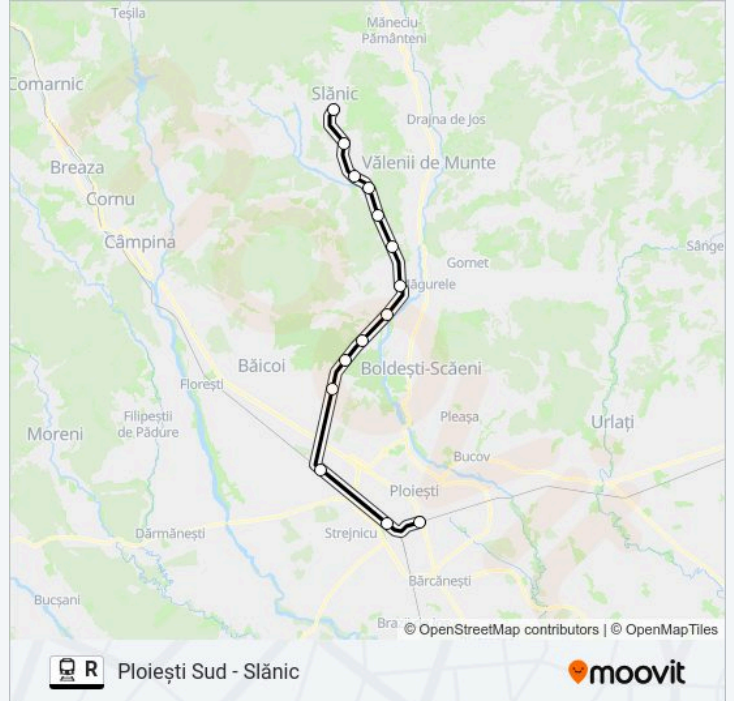 Teșila
Măneciu-
Pământeni
Comarnic
Slănic
Drajna de Jos
Breaza
Vălenii de Munte
Cornu
Câmpina
Sânge
Gornet
Măgurele
Băicoi
Boldești-Scăeni
Florești
Filipeștii
de Pădure
Pleașa
Urlați
Moreni
Bucov
Ploiești
Dărmănești
Strejnicu
Bărcănești
Bucșani
Bra
© OpenStreetMap contributors | © OpenMapTiles
R Ploiești Sud - Slănic
moovit